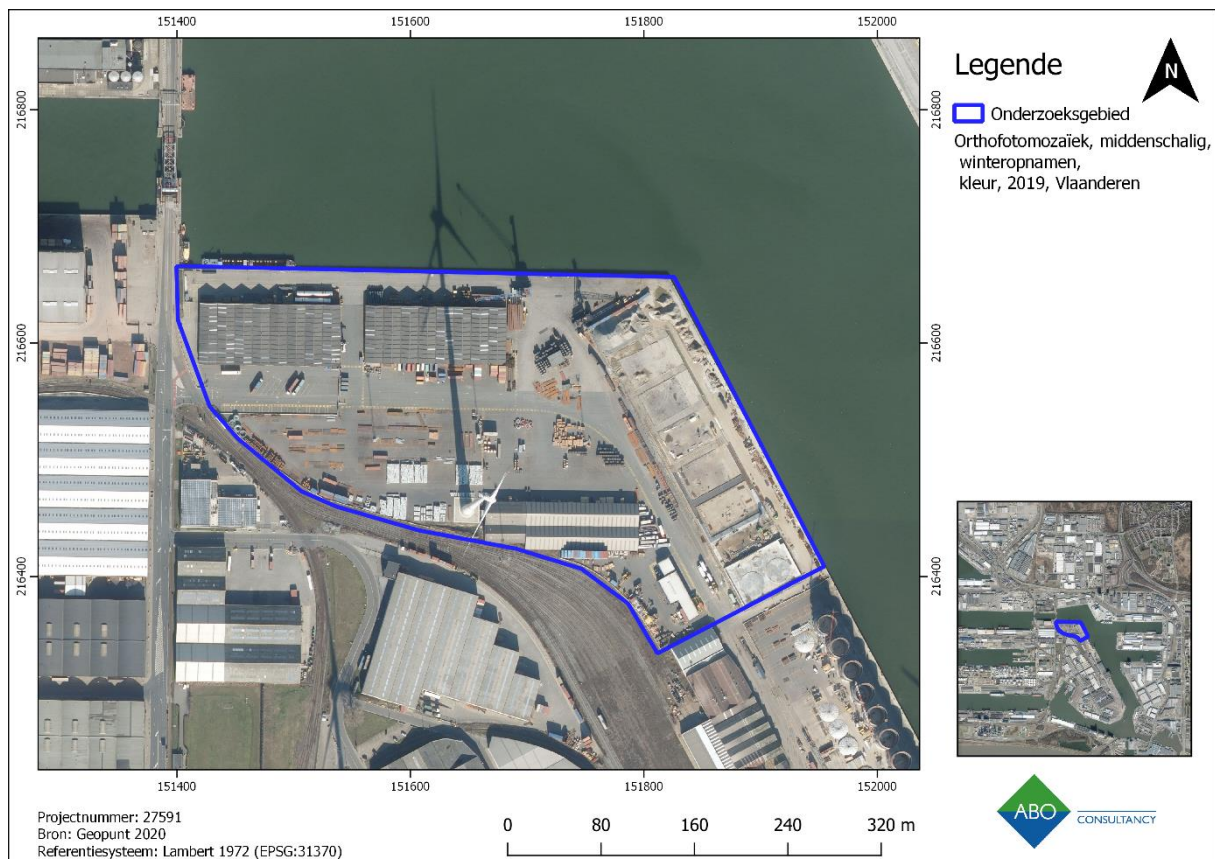 151400
151600
151800
152000
216800
216800
216600
216600
216400
216400
151400
151600
151800
152000
Legende
N
Onderzoeksgebied
Orthofotomozaïek, middenschalig,
winteropnamen,
kleur, 2019, Vlaanderen
ABO
CONSULTANCY
Projectnummer: 27591
Bron: Geopunt 2020
Referentiesysteem: Lambert 1972 (EPSG:31370)
0 80 160 240 320 m